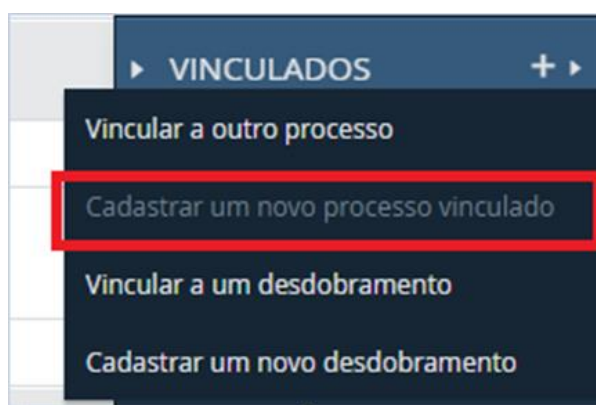 VINCULADOS +
Vincular a outro processo
Cadastrar um novo processo vinculado
Vincular a um desdobramento
Cadastrar um novo desdobramento